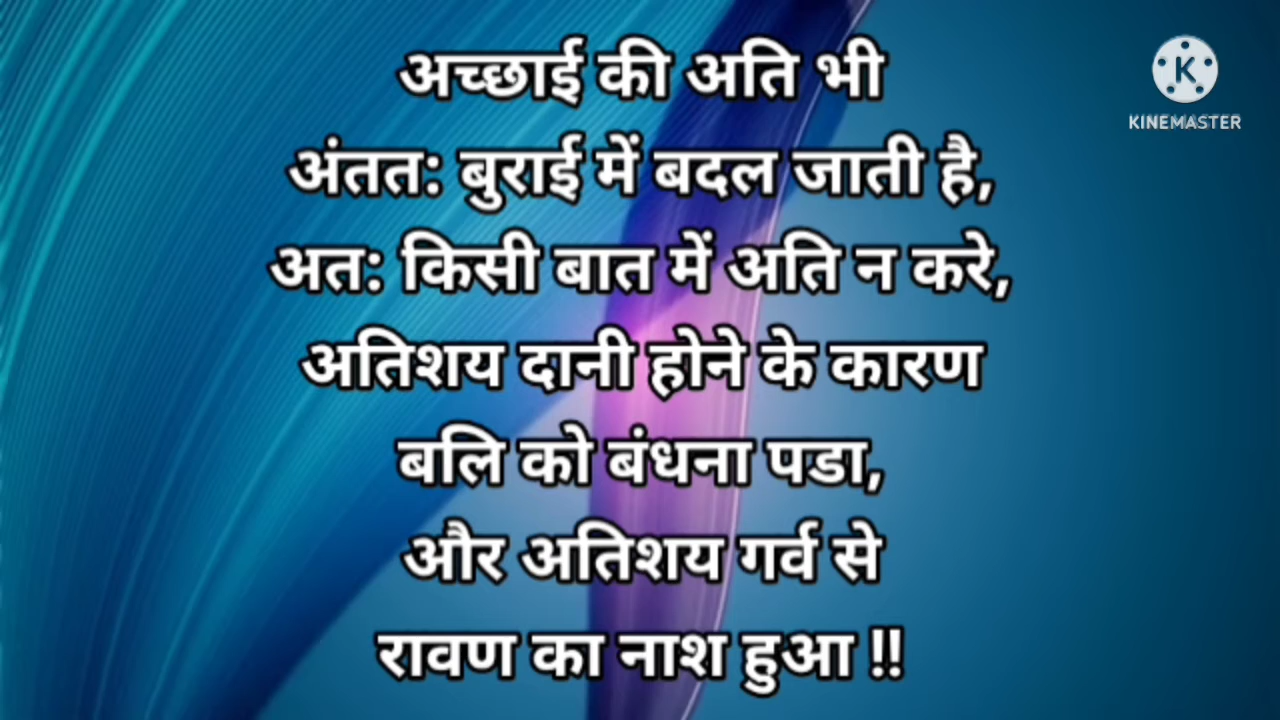 अच्छाई की अति भी
अंतत: बुराई में बदल जाती है,
अत: किसी बात में अति न करे,
अतिशय दानी होने के कारण
बलि को बंधना पडा,
और अतिशय गर्व से
रावण का नाश हुआ !!
K
KINEMASTER